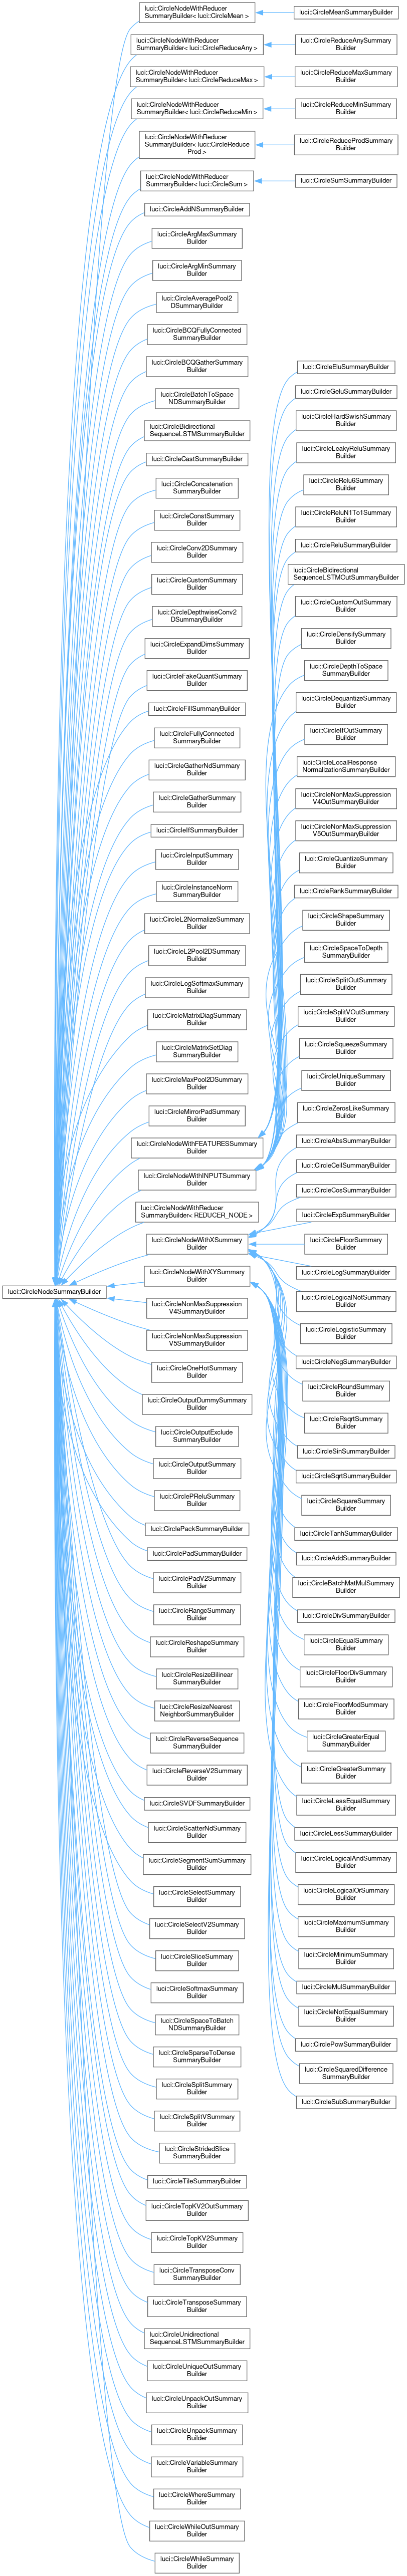 luci::CircleNodeWithReducer
SummaryBuilder< luci::CircleMean >
luci::CircleMeanSummaryBuilder
luci::CircleNodeWithReducer
SummaryBuilder< luci::CircleReduceAny >
luci::CircleReduceAnySummary
Builder
luci::CircleNodeWithReducer
SummaryBuilder< luci::CircleReduceMax >
luci::CircleReduceMaxSummary
Builder
luci::CircleNodeWithReducer
SummaryBuilder< luci::CircleReduceMin >
luci::CircleReduceMinSummary
Builder
luci::CircleNodeWithReducer
SummaryBuilder< luci::CircleReduce
Prod >
luci::CircleReduceProdSummary
Builder
luci::CircleNodeWithReducer
SummaryBuilder< luci::CircleSum >
luci::CircleSumSummaryBuilder
luci::CircleAddNSummaryBuilder
luci::CircleArgMaxSummary
Builder
luci::CircleArgMinSummary
Builder
luci::CircleAveragePool2
DSummaryBuilder
luci::CircleBCQFullyConnected
SummaryBuilder
luci::CircleBCQGatherSummary
Builder
luci::CircleBatchToSpace
NDSummaryBuilder
luci::CircleBidirectional
SequenceLSTMSummaryBuilder
luci::CircleCastSummaryBuilder
luci::CircleConcatenation
SummaryBuilder
luci::CircleConstSummary
Builder
luci::CircleConv2DSummary
Builder
luci::CircleCustomSummary
Builder
luci::CircleDepthwiseConv2
DSummaryBuilder
luci::CircleExpandDimsSummary
Builder
luci::CircleFakeQuantSummary
Builder
luci::CircleFillSummaryBuilder
luci::CircleFullyConnected
SummaryBuilder
luci::CircleGatherNdSummary
Builder
luci::CircleGatherSummary
Builder
luci::CircleIfSummaryBuilder
luci::CircleInputSummary
Builder
luci::CircleInstanceNorm
SummaryBuilder
luci::CircleL2NormalizeSummary
Builder
luci::CircleL2Pool2DSummary
Builder
luci::CircleLogSoftmaxSummary
Builder
luci::CircleMatrixDiagSummary
Builder
luci::CircleMatrixSetDiag
SummaryBuilder
luci::CircleMaxPool2DSummary
Builder
luci::CircleMirrorPadSummary
Builder
luci::CircleNodeWithFEATURESSummary
Builder
luci::CircleNodeWithINPUTSummary
Builder
luci::CircleNodeWithReducer
SummaryBuilder< REDUCER_NODE >
luci::CircleNodeWithXSummary
Builder
luci::CircleNodeWithXYSummary
Builder
luci::CircleNodeSummaryBuilder
luci::CircleNonMaxSuppression
V4SummaryBuilder
luci::CircleNonMaxSuppression
V5SummaryBuilder
luci::CircleOneHotSummary
Builder
luci::CircleOutputDummySummary
Builder
luci::CircleOutputExclude
SummaryBuilder
luci::CircleOutputSummary
Builder
luci::CirclePReluSummary
Builder
luci::CirclePackSummaryBuilder
luci::CirclePadSummaryBuilder
luci::CirclePadV2Summary
Builder
luci::CircleRangeSummary
Builder
luci::CircleReshapeSummary
Builder
luci::CircleResizeBilinear
SummaryBuilder
luci::CircleResizeNearest
NeighborSummaryBuilder
luci::CircleReverseSequence
SummaryBuilder
luci::CircleReverseV2Summary
Builder
luci::CircleSVDFSummaryBuilder
luci::CircleScatterNdSummary
Builder
luci::CircleSegmentSumSummary
Builder
luci::CircleSelectSummary
Builder
luci::CircleSelectV2Summary
Builder
luci::CircleSliceSummary
Builder
luci::CircleSoftmaxSummary
Builder
luci::CircleSpaceToBatch
NDSummaryBuilder
luci::CircleSparseToDense
SummaryBuilder
luci::CircleSplitSummary
Builder
luci::CircleSplitVSummary
Builder
luci::CircleStridedSlice
SummaryBuilder
luci::CircleTileSummaryBuilder
luci::CircleTopKV2OutSummary
Builder
luci::CircleTopKV2Summary
Builder
luci::CircleTransposeConv
SummaryBuilder
luci::CircleTransposeSummary
Builder
luci::CircleUnidirectional
SequenceLSTMSummaryBuilder
luci::CircleUniqueOutSummary
Builder
luci::CircleUnpackOutSummary
Builder
luci::CircleUnpackSummary
Builder
luci::CircleVariableSummary
Builder
luci::CircleWhereSummary
Builder
luci::CircleWhileOutSummary
Builder
luci::CircleWhileSummary
Builder
luci::CircleEluSummaryBuilder
luci::CircleGeluSummaryBuilder
luci::CircleHardSwishSummary
Builder
luci::CircleLeakyReluSummary
Builder
luci::CircleRelu6Summary
Builder
luci::CircleReluN1To1Summary
Builder
luci::CircleReluSummaryBuilder
luci::CircleBidirectional
SequenceLSTMOutSummaryBuilder
luci::CircleCustomOutSummary
Builder
luci::CircleDensifySummary
Builder
luci::CircleDepthToSpace
SummaryBuilder
luci::CircleDequantizeSummary
Builder
luci::CircleIfOutSummary
Builder
luci::CircleLocalResponse
NormalizationSummaryBuilder
luci::CircleNonMaxSuppression
V4OutSummaryBuilder
luci::CircleNonMaxSuppression
V5OutSummaryBuilder
luci::CircleQuantizeSummary
Builder
luci::CircleRankSummaryBuilder
luci::CircleShapeSummary
Builder
luci::CircleSpaceToDepth
SummaryBuilder
luci::CircleSplitOutSummary
Builder
luci::CircleSplitVOutSummary
Builder
luci::CircleSqueezeSummary
Builder
luci::CircleUniqueSummary
Builder
luci::CircleZerosLikeSummary
Builder
luci::CircleAbsSummaryBuilder
luci::CircleCeilSummaryBuilder
luci::CircleCosSummaryBuilder
luci::CircleExpSummaryBuilder
luci::CircleFloorSummary
Builder
luci::CircleLogSummaryBuilder
luci::CircleLogicalNotSummary
Builder
luci::CircleLogisticSummary
Builder
luci::CircleNegSummaryBuilder
luci::CircleRoundSummary
Builder
luci::CircleRsqrtSummary
Builder
luci::CircleSinSummaryBuilder
luci::CircleSqrtSummaryBuilder
luci::CircleSquareSummary
Builder
luci::CircleTanhSummaryBuilder
luci::CircleAddSummaryBuilder
luci::CircleBatchMatMulSummary
Builder
luci::CircleDivSummaryBuilder
luci::CircleEqualSummary
Builder
luci::CircleFloorDivSummary
Builder
luci::CircleFloorModSummary
Builder
luci::CircleGreaterEqual
SummaryBuilder
luci::CircleGreaterSummary
Builder
luci::CircleLessEqualSummary
Builder
luci::CircleLessSummaryBuilder
luci::CircleLogicalAndSummary
Builder
luci::CircleLogicalOrSummary
Builder
luci::CircleMaximumSummary
Builder
luci::CircleMinimumSummary
Builder
luci::CircleMulSummaryBuilder
luci::CircleNotEqualSummary
Builder
luci::CirclePowSummaryBuilder
luci::CircleSquaredDifference
SummaryBuilder
luci::CircleSubSummaryBuilder